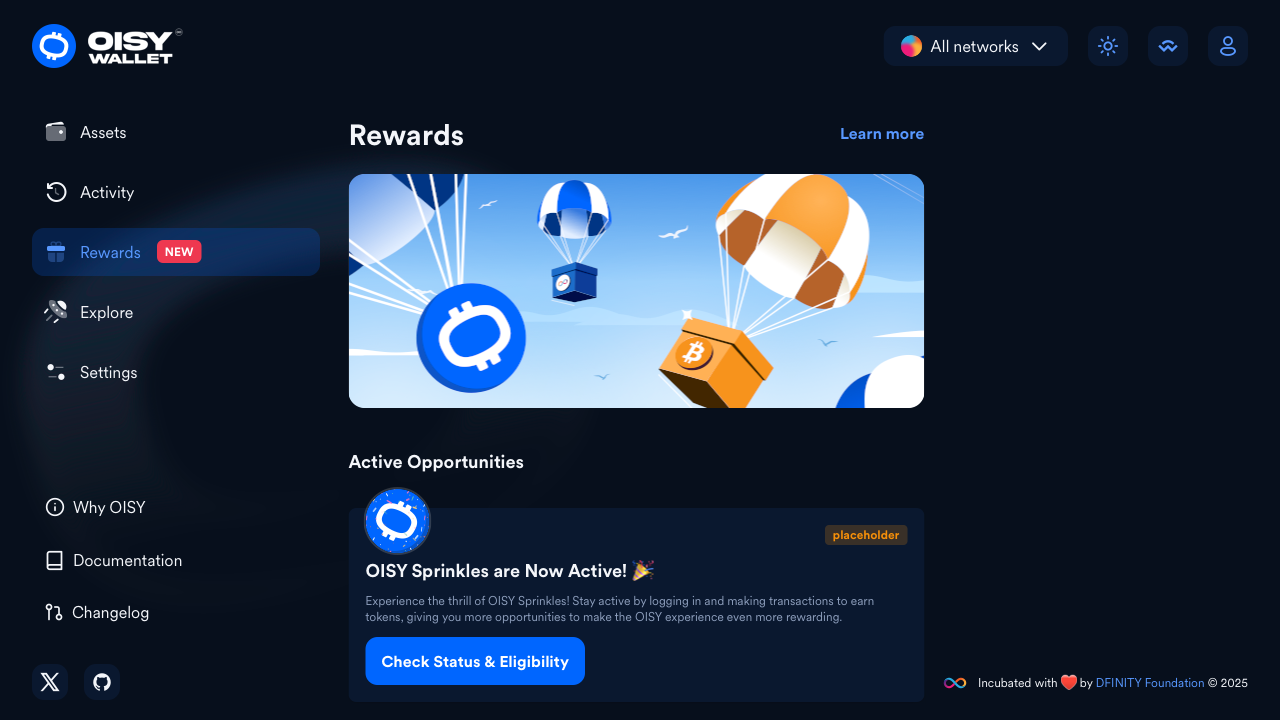 OISY
WALLET
All networks
Assets
Activity
Rewards NEW
Explore
Settings
Why OISY
Documentation
Changelog
Rewards
Learn more
Active Opportunities
placeholder
OISY Sprinkles are Now Active! 🎉
Experience the thrill of OISY Sprinkles! Stay active by logging in and making transactions to earn
tokens, giving you more opportunities to make the OISY experience even more rewarding.
Check Status & Eligibility
Incubated with ❤️ by DFINITY Foundation © 2025